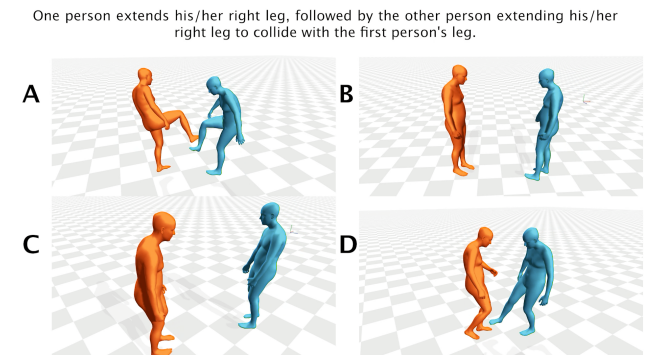 One person extends his/her right leg, followed by the other person extending his/her
right leg to collide with the first person's leg.
A
B
C
D